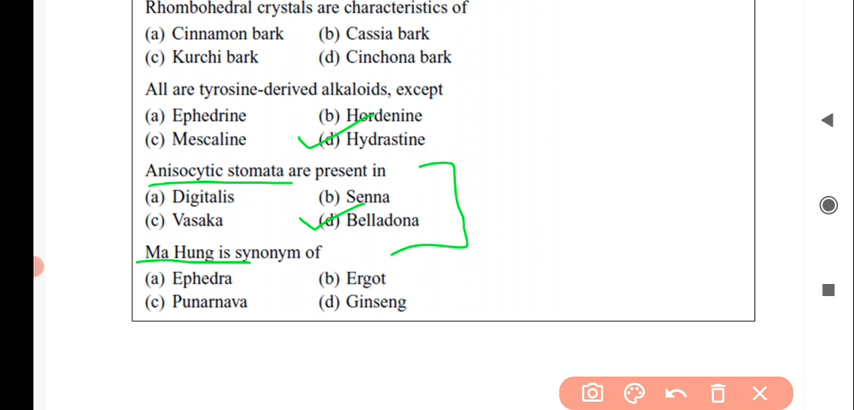 Rhombohedral crystals are characteristics of
(a) Cinnamon bark (b) Cassia bark
(c) Kurchi bark (d) Cinchona bark
All are tyrosine-derived alkaloids, except
(a) Ephedrine (b) Hordenine
(c) Mescaline (d) Hydrastine
Anisocytic stomata are present in
(a) Digitalis (b) Senna
(c) Vasaka (d) Belladona
Ma Hung is synonym of
(a) Ephedra (b) Ergot
(c) Punarnava (d) Ginseng